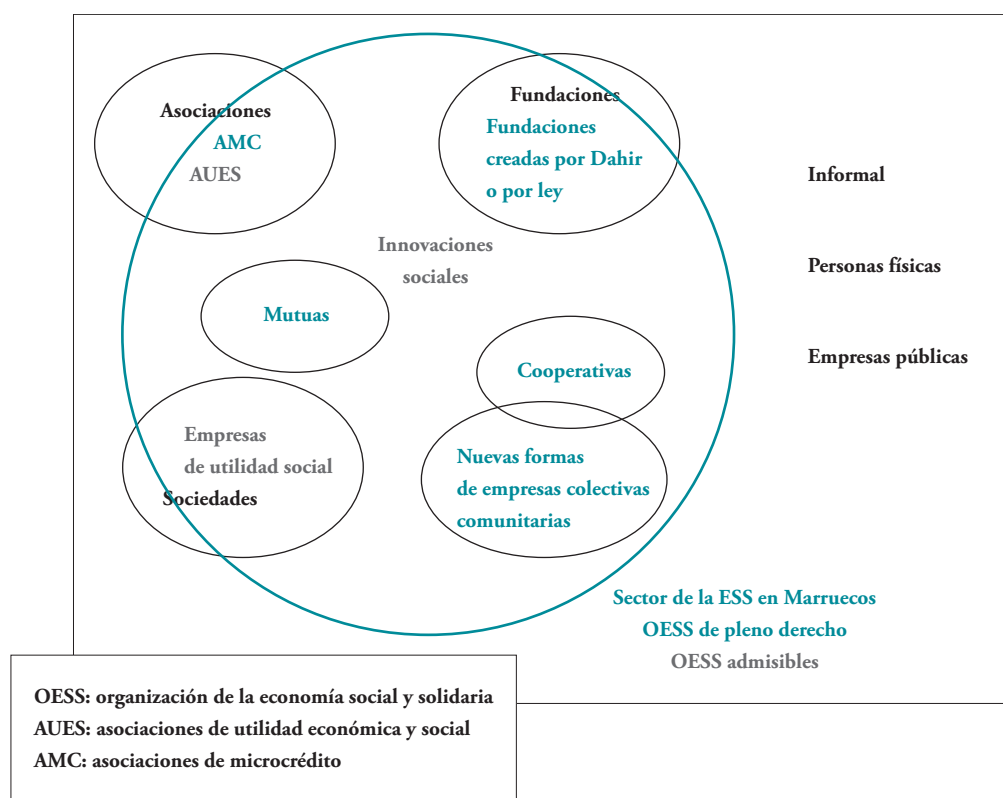 Asociaciones
AMC
AUES
Fundaciones
Fundaciones
creadas por Dahir
o por ley
Informal
Innovaciones
sociales
Personas físicas
Mutuas
Empresas públicas
Cooperativas
Empresas
de utilidad social
Sociedades
Nuevas formas
de empresas colectivas
comunitarias
Sector de la ESS en Marruecos
OESS de pleno derecho
OESS admisibles
OESS: organización de la economía social y solidaria
AUES: asociaciones de utilidad económica y social
AMC: asociaciones de microcrédito